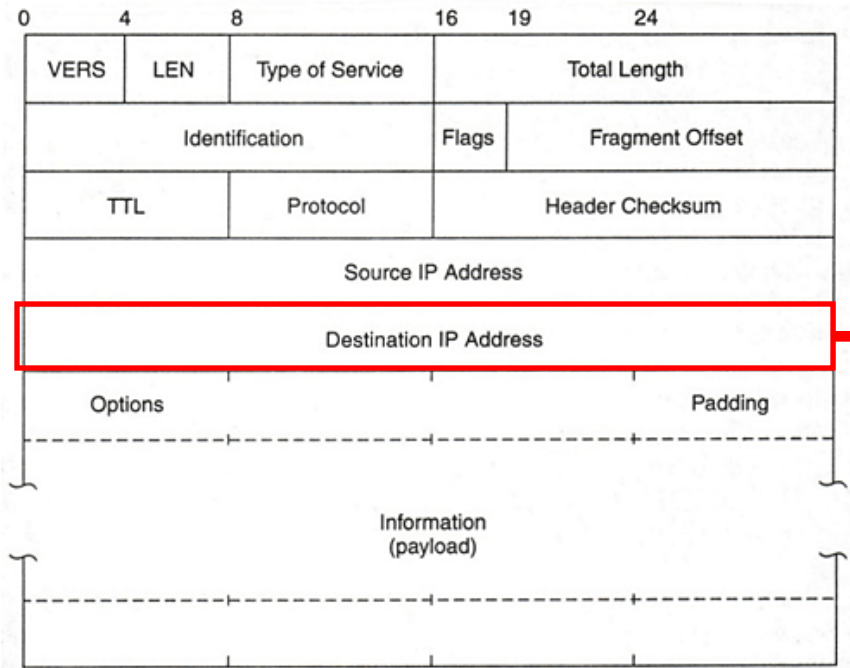 0 4 8 16 19 24
VERS LEN Type of Service Total Length
Identification Flags Fragment Offset
TTL Protocol Header Checksum
Source IP Address
Destination IP Address
Options Padding
Information
(payload)